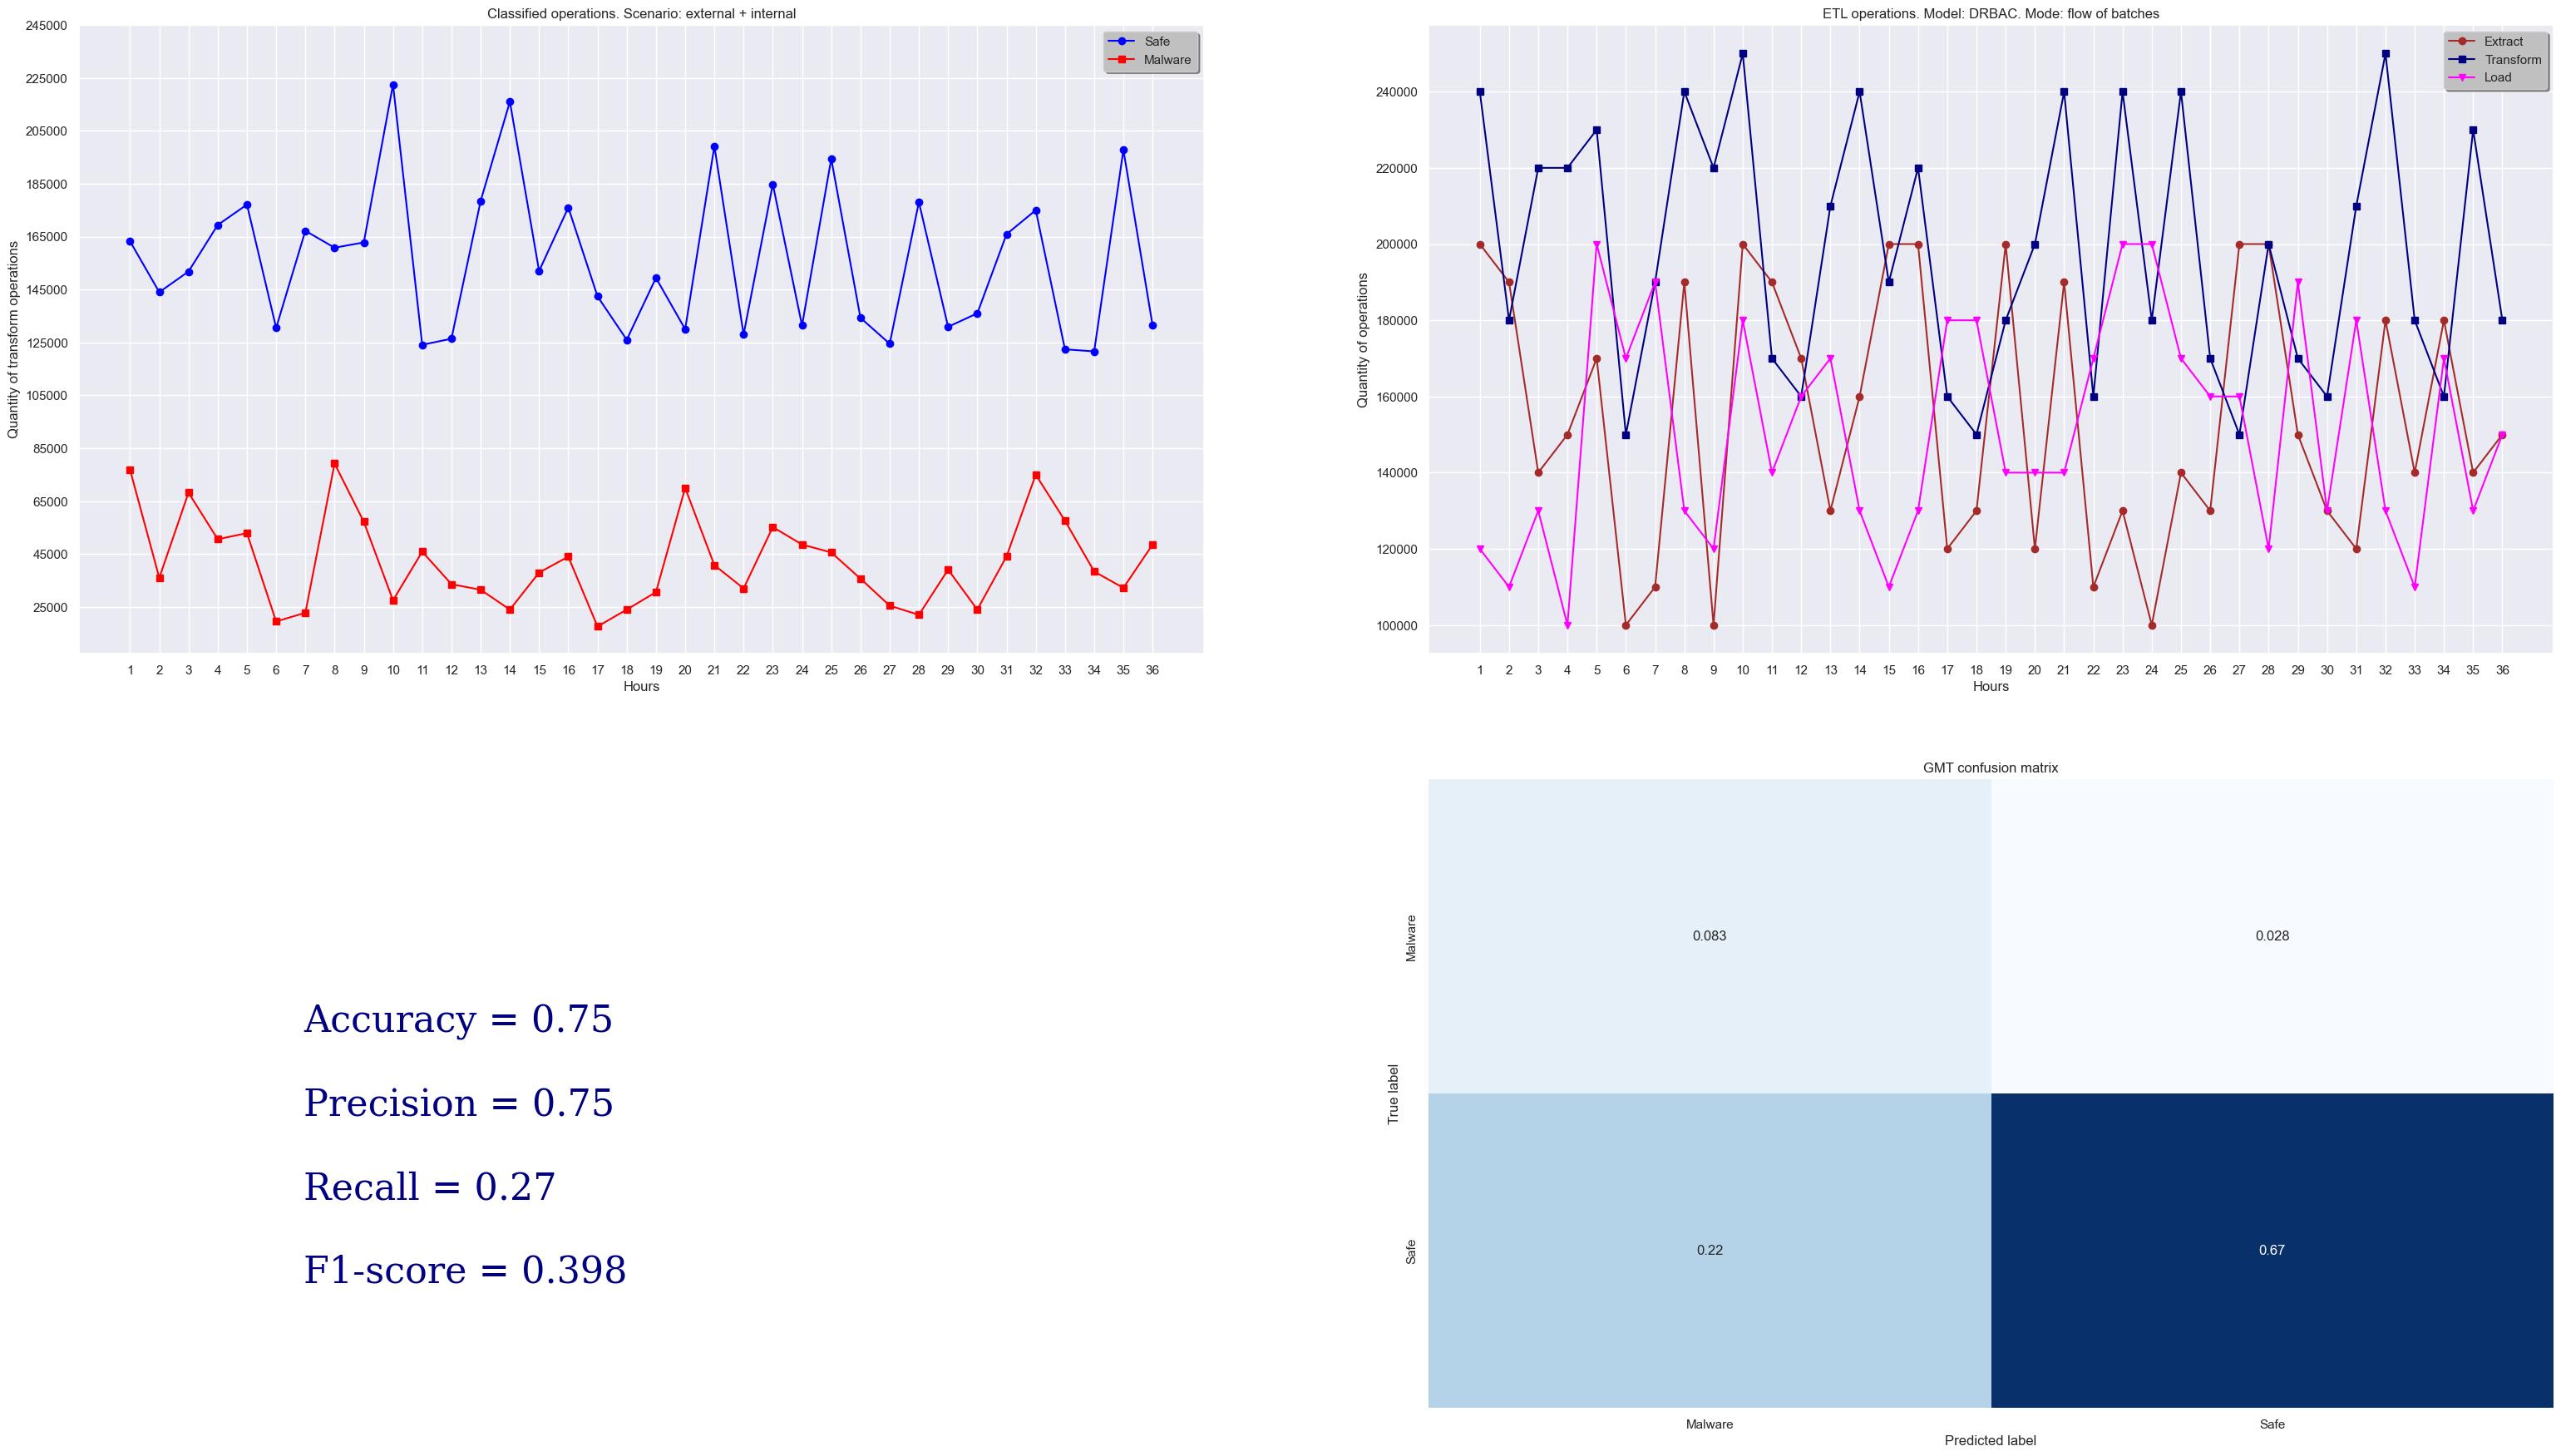 Classified operations. Scenario: external + internal
Safe
Malware
Quantity of transform operations
245000
225000
205000
185000
165000
145000
125000
105000
85000
65000
45000
25000
1 2 3 4 5 6 7 8 9 10 11 12 13 14 15 16 17 18 19 20 21 22 23 24 25 26 27 28 29 30 31 32 33 34 35 36
Hours
ETL operations. Model: DRBAC. Mode: flow of batches
Extract
Transform
Load
Quantity of operations
240000
220000
200000
180000
160000
140000
120000
100000
1 2 3 4 5 6 7 8 9 10 11 12 13 14 15 16 17 18 19 20 21 22 23 24 25 26 27 28 29 30 31 32 33 34 35 36
Hours
Accuracy = 0.75
Precision = 0.75
Recall = 0.27
F1-score = 0.398
GMT confusion matrix
True label
Malware
0.083 0.028
Safe
0.22 0.67
Malware Safe
Predicted label